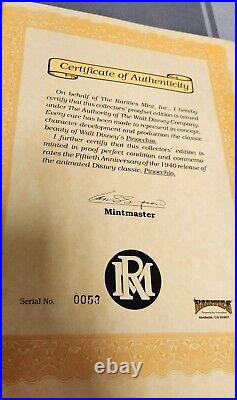 Certificate of Authenticity
On behalf of The Rarities Mint, Inc., I hereby
certify that this collectors' proofset edition is issued
under The Authority of The Walt Disney Company.
Every care has been made to represent in concept,
character development and production the classic
beauty of Walt Disney's Pinocchio.
I further certify that this collectors' edition is
minted in proof perfect condition and commemo-
rates the Fiftieth Anniversary of the 1940 release of
the animated Disney classic, Pinocchio.
Mintmaster
RM
Serial No. 0053
RARITIES
Anaheim, CA 92807